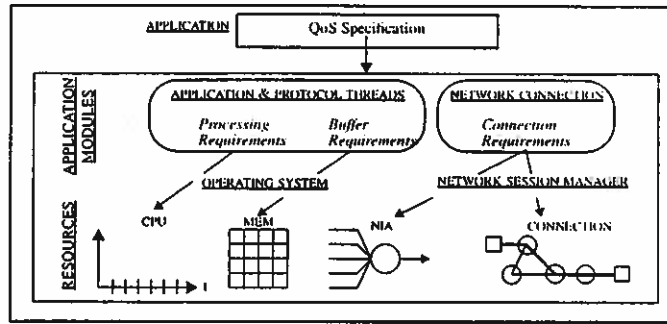 APPLICATION
QoS Specification
APPLICATION MODULES
APPLICATION & PROTOCOL THREADS
Processing Requirements
Buffer Requirements
NETWORK CONNECTION
Connection Requirements
OPERATING SYSTEM
NETWORK SESSION MANAGER
RESOURCES
CPU
MEM
NIA
CONNECTION
t